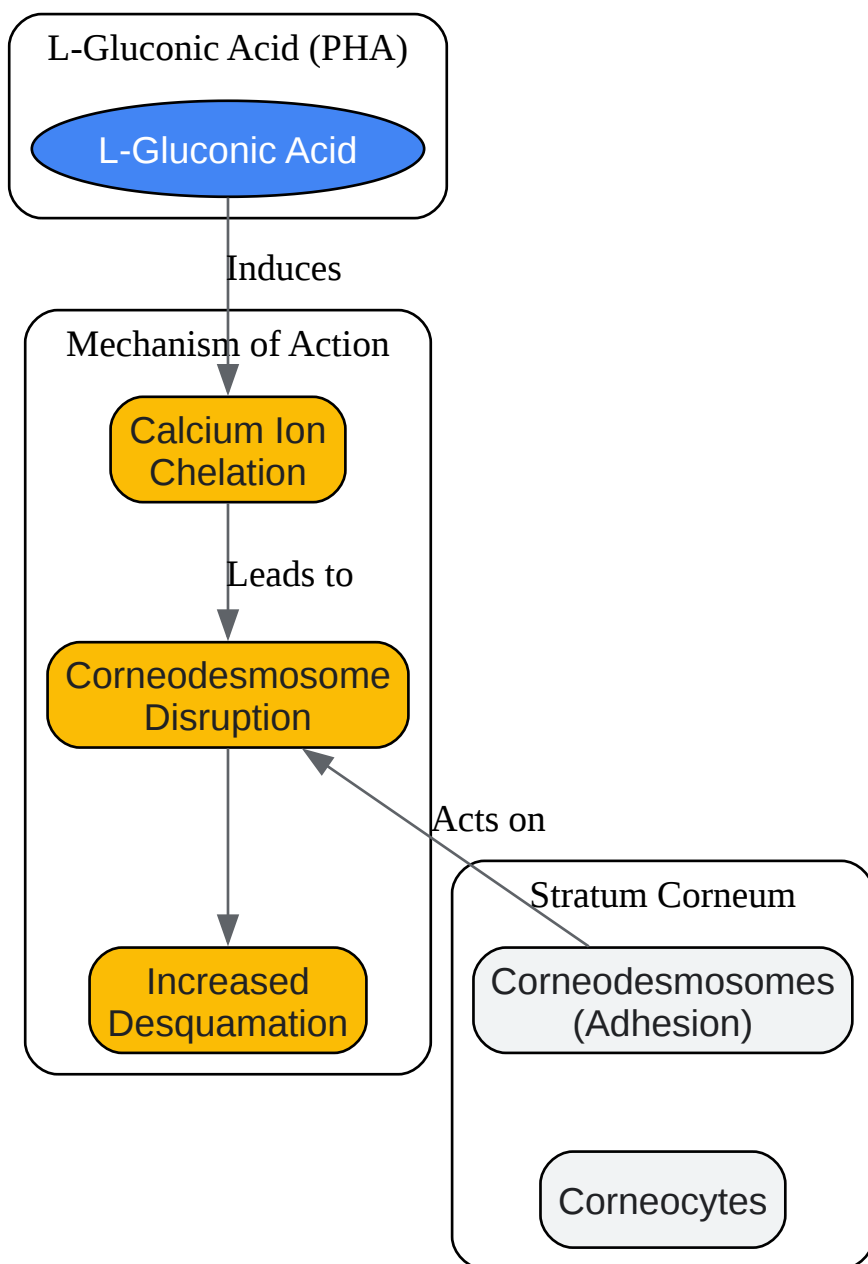 L-Gluconic Acid (PHA)
L-Gluconic Acid
Induces
Mechanism of Action
Calcium Ion
Chelation
Leads to
Corneodesmosome
Disruption
Acts on
Stratum Corneum
Increased
Desquamation
Corneodesmosomes
(Adhesion)
Corneocytes